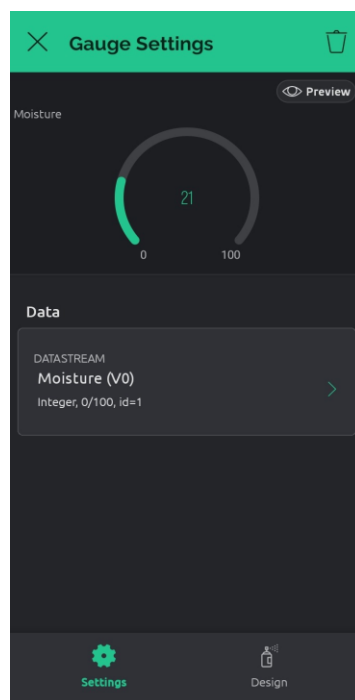 Gauge Settings
Preview
Moisture
21
0 100
Data
DATASTREAM
Moisture (V0)
Integer, 0/100, id=1
Settings Design